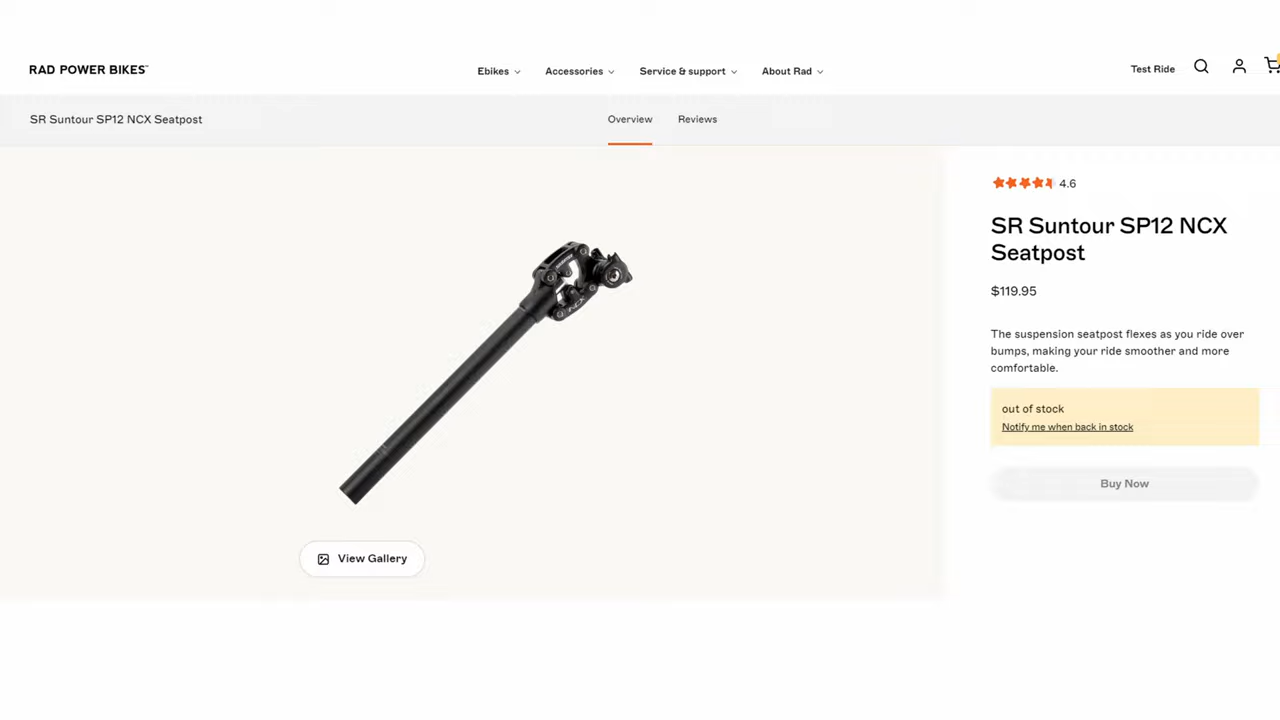 RAD POWER BIKES™
Ebikes
Accessories
Service & support
About Rad
Test Ride
SR Suntour SP12 NCX Seatpost
Overview
Reviews
4.6
SR Suntour SP12 NCX
Seatpost
$119.95
The suspension seatpost flexes as you ride over
bumps, making your ride smoother and more
comfortable.
out of stock
Notify me when back in stock
Buy Now
NCX
View Gallery